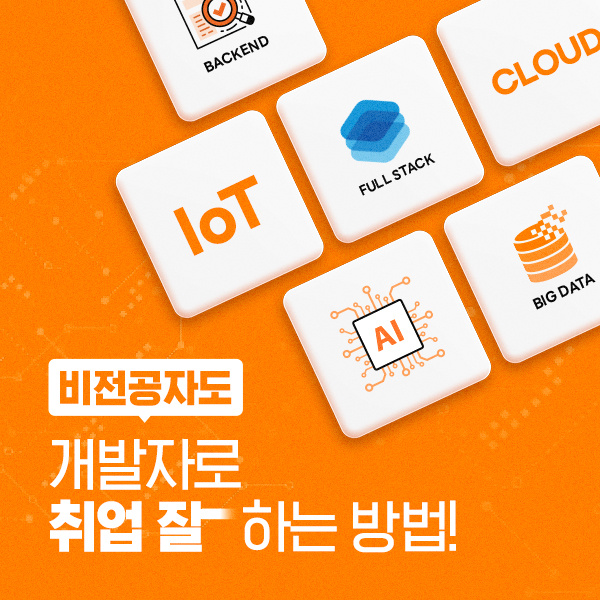 BACKEND
CLOUD
FULL STACK
IoT
BIG DATA
AI
비전공자도
개발자로
취업 잘 하는 방법!